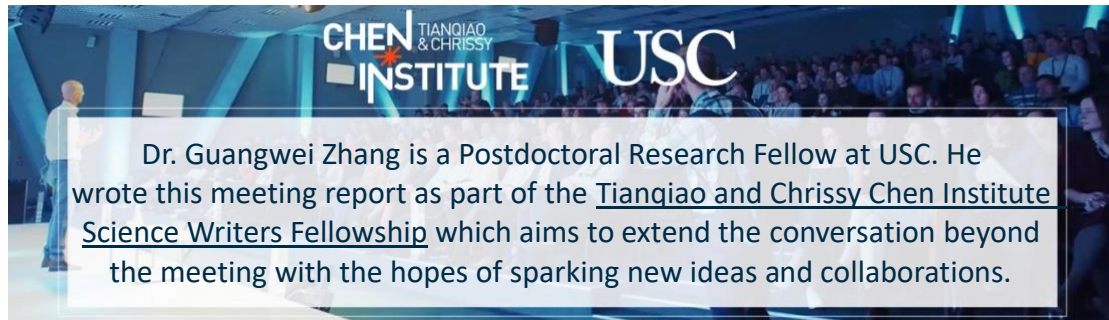 CHEN TIANQIAO & CHRISSY INSTITUTE
USC
Dr. Guangwei Zhang is a Postdoctoral Research Fellow at USC. He
wrote this meeting report as part of the Tianqiao and Chrissy Chen Institute
Science Writers Fellowship which aims to extend the conversation beyond
the meeting with the hopes of sparking new ideas and collaborations.